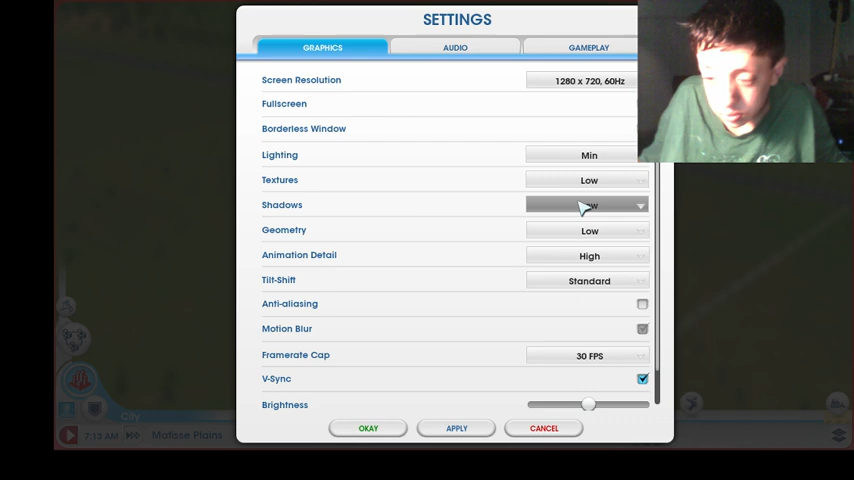 SETTINGS
GRAPHICS
AUDIO
GAMEPLAY
Screen Resolution
1280 x 720, 60Hz
Fullscreen
Borderless Window
Lighting
Min
Textures
Low
Shadows
Geometry
Low
Animation Detail
High
Tilt-Shift
Standard
Anti-aliasing
Motion Blur
Framerate Cap
30 FPS
V-Sync
Brightness
OKAY
APPLY
CANCEL
City
7:13 AM
Matisse Plains